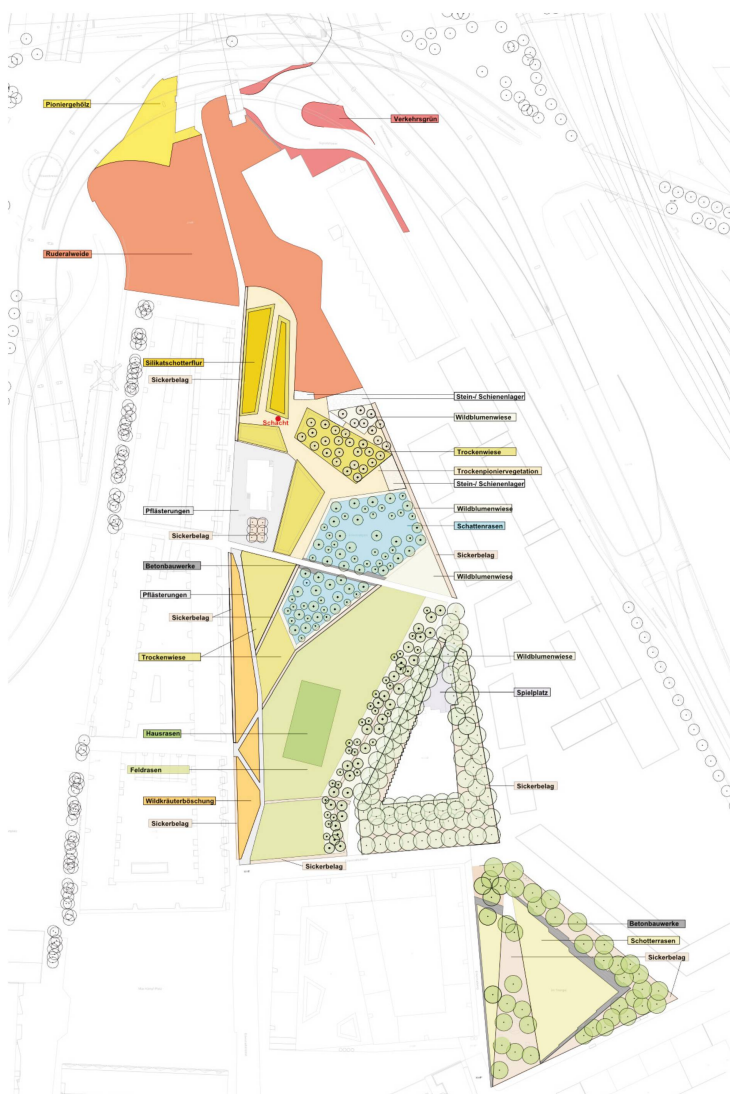 Pioniergehölz
Verkehrsgrün
Ruderalweide
Silikatschotterflur
Sickerbelag
Stein-/ Schienenlager
Wildblumenwiese
Schacht
Trockenwiese
Trockenpioniervegetation
Stein-/ Schienenlager
Pflästerungen
Wildblumenwiese
Schattenrasen
Sickerbelag
Sickerbelag
Betonbauwerke
Wildblumenwiese
Pflästerungen
Sickerbelag
Trockenwiese
Wildblumenwiese
Spielplatz
Hausrasen
Feldrasen
Sickerbelag
Wildkräuterböschung
Sickerbelag
Sickerbelag
Betonbauwerke
Schotterrasen
Sickerbelag